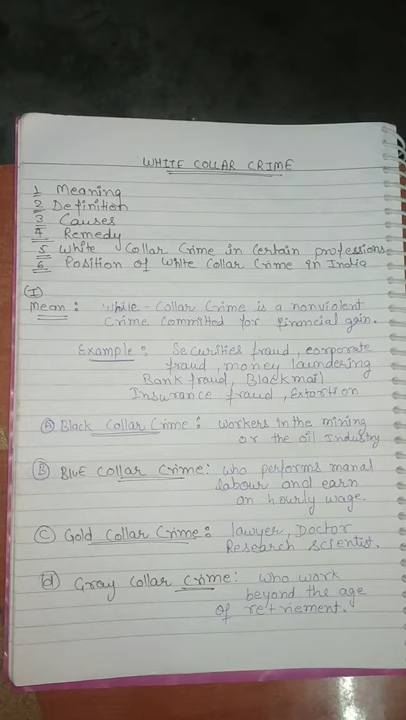 WHITE COLLAR CRIME
1 Meaning
2 Definition
3 Causes
4 Remedy
5 White Collar Crime in Certain professions
6 Position of White Collar Crime in India
(I)
Mean : White-Collar Crime is a nonviolent
Crime committed for financial gain.
Example : Securities fraud, corporate
fraud, money laundering
Bank fraud, Blackmail
Insurance fraud, extortion
(A) Black Collar Crime : workers in the mining
or the oil Industry
(B) Blue Collar Crime : who performs manal
labour and earn
an hourly wage.
(C) Gold Collar Crime : lawyer, Doctor
Research scientist.
(d) Gray Collar Crime : who work
beyond the age
of retriement.